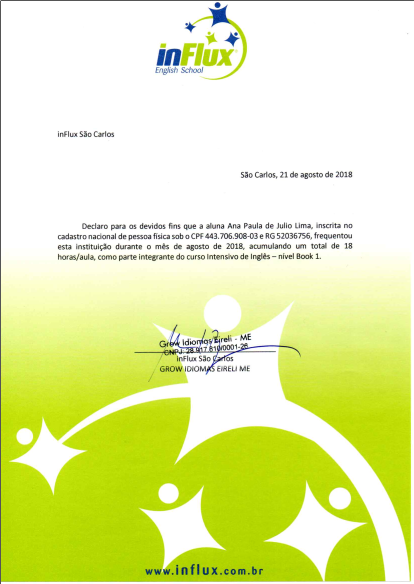 inFlux
English School
inFlux São Carlos
São Carlos, 21 de agosto de 2018
Declaro para os devidos fins que a aluna Ana Paula de Julio Lima, inscrita no
cadastro nacional de pessoa física sob o CPF 443.706.908-03 e RG 52036756, frequentou
esta instituição durante o mês de agosto de 2018, acumulando um total de 18
horas/aula, como parte integrante do curso Intensivo de Inglês – nível Book 1.
Grow Idiomas Eireli - ME
CNPJ: 28.917.810/0001-26
inFlux São Carlos
GROW IDIOMAS EIRELI ME
www.influx.com.br